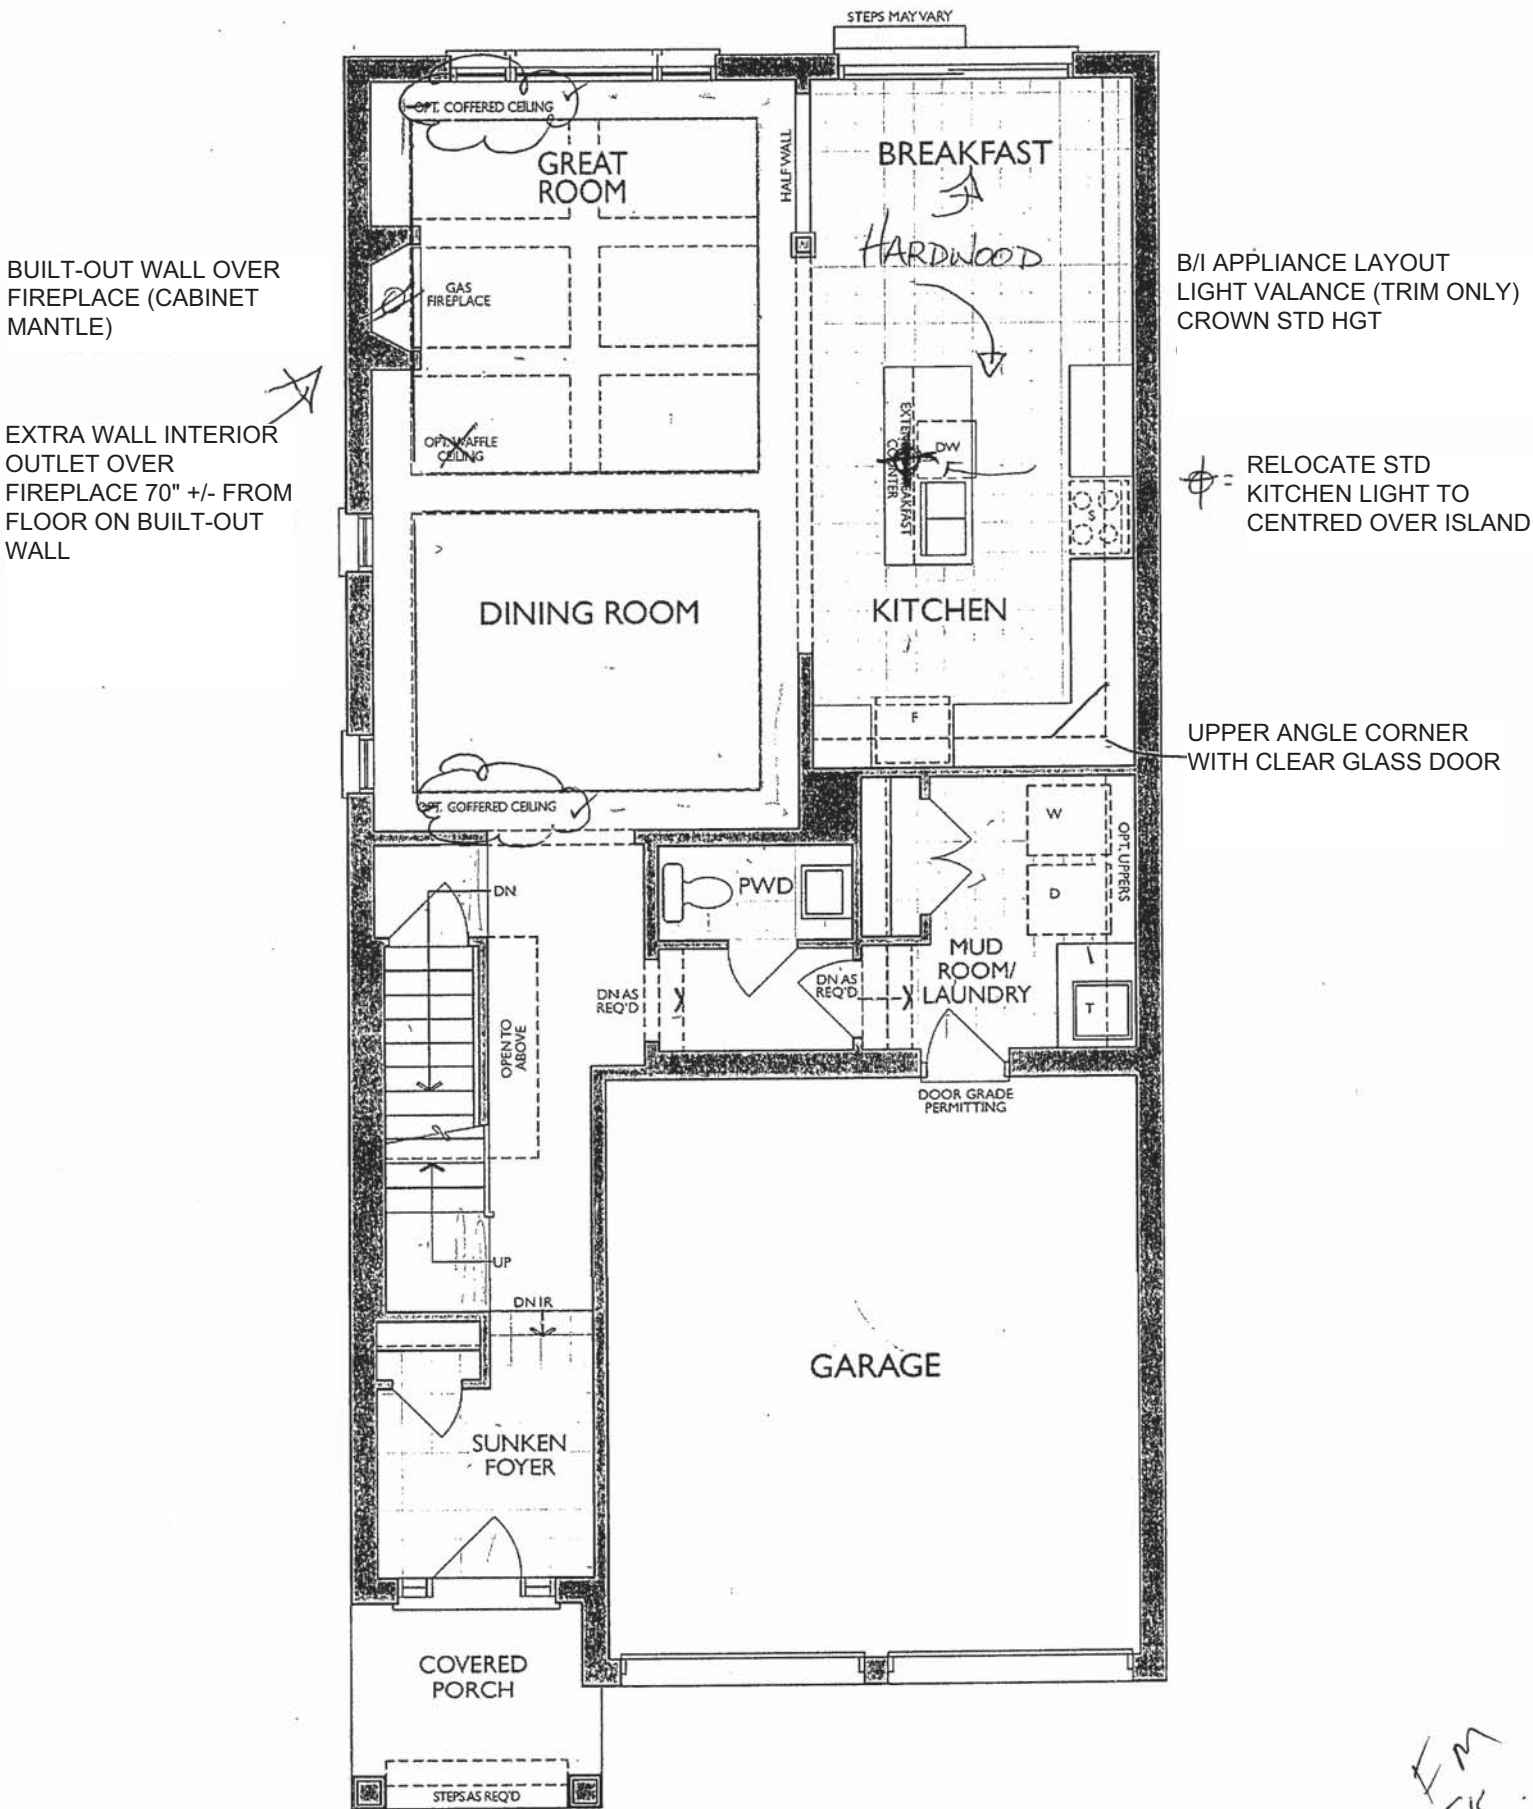 STEPS MAY VARY
OPT. COFFERED CEILING
GREAT
ROOM
HALF WALL
BREAKFAST
HARDWOOD
BUILT-OUT WALL OVER
FIREPLACE (CABINET
MANTLE)
GAS
FIREPLACE
B/I APPLIANCE LAYOUT
LIGHT VALANCE (TRIM ONLY)
CROWN STD HGT
EXTRA WALL INTERIOR
OUTLET OVER
FIREPLACE 70" +/- FROM
FLOOR ON BUILT-OUT
WALL
OPT. WAFFLE
CEILING
BREAKFAST
COUNTER
DW
S
= RELOCATE STD
KITCHEN LIGHT TO
CENTRED OVER ISLAND
DINING ROOM
KITCHEN
F
UPPER ANGLE CORNER
WITH CLEAR GLASS DOOR
OPT. COFFERED CEILING
W
D
OPT. UPPERS
DN
PWD
MUD
ROOM/
LAUNDRY
DN AS
REQ'D
DN AS
REQ'D
T
OPEN TO
ABOVE
DOOR GRADE
PERMITTING
UP
DN IR
GARAGE
SUNKEN
FOYER
COVERED
PORCH
STEPS AS REQ'D
FM